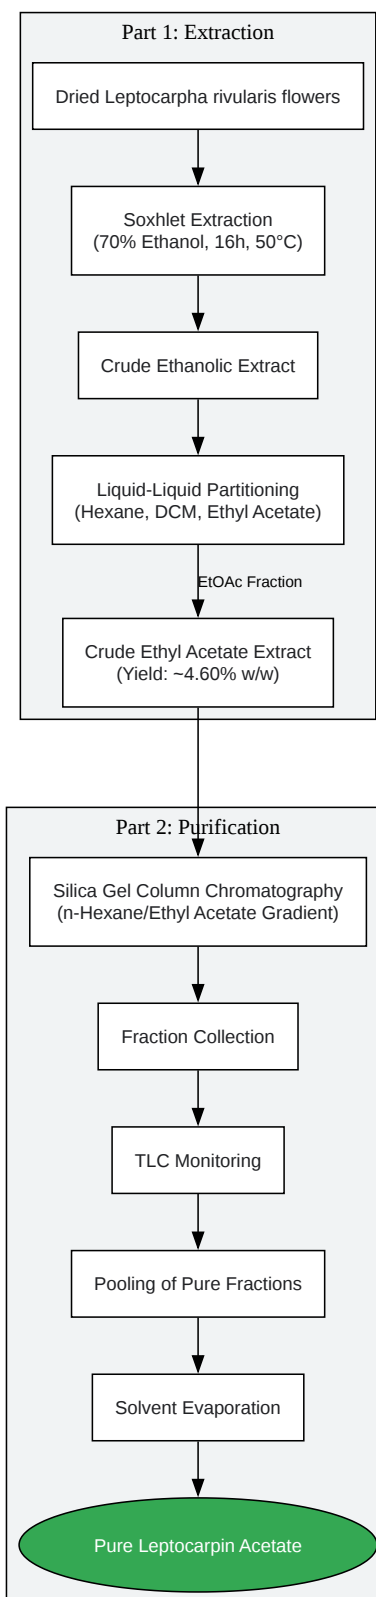 Part 1: Extraction
Dried Leptocarpha rivularis flowers
Soxhlet Extraction
(70% Ethanol, 16h, 50°C)
Crude Ethanolic Extract
Liquid-Liquid Partitioning
(Hexane, DCM, Ethyl Acetate)
EtOAc Fraction
Crude Ethyl Acetate Extract
(Yield: ~4.60% w/w)
Part 2: Purification
Silica Gel Column Chromatography
(n-Hexane/Ethyl Acetate Gradient)
Fraction Collection
TLC Monitoring
Pooling of Pure Fractions
Solvent Evaporation
Pure Leptocarpin Acetate